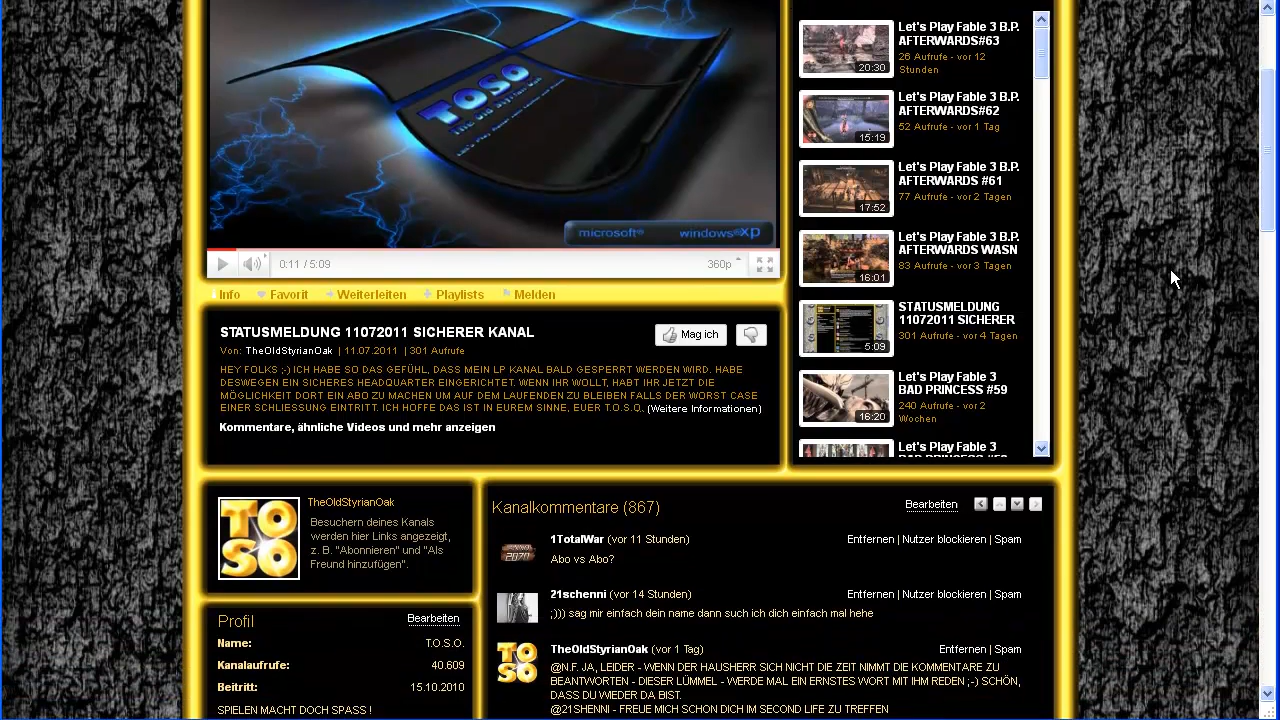 TOSO
The Old Styrian Oak
microsoft® windows®xp
0:11 / 5:09
360p
Info Favorit Weiterleiten Playlists Melden
STATUSMELDUNG 11072011 SICHERER KANAL
Mag ich
Von: TheOldStyrianOak | 11.07.2011 | 301 Aufrufe
HEY FOLKS ;-) ICH HABE SO DAS GEFÜHL, DASS MEIN LP KANAL BALD GESPERRT WERDEN WIRD. HABE
DESWEGEN EIN SICHERES HEADQUARTER EINGERICHTET. WENN IHR WOLLT, HABT IHR JETZT DIE
MÖGLICHKEIT DORT EIN ABO ZU MACHEN UM AUF DEM LAUFENDEN ZU BLEIBEN FALLS DER WORST CASE
EINER SCHLIESSUNG EINTRITT. ICH HOFFE DAS IST IN EUREM SINNE, EUER T.O.S.O.. (Weitere Informationen)
Kommentare, ähnliche Videos und mehr anzeigen
Let's Play Fable 3 B.P.
AFTERWARDS#63
26 Aufrufe - vor 12
Stunden
20:30
Let's Play Fable 3 B.P.
AFTERWARDS#62
52 Aufrufe - vor 1 Tag
15:19
Let's Play Fable 3 B.P.
AFTERWARDS #61
77 Aufrufe - vor 2 Tagen
17:52
Let's Play Fable 3 B.P.
AFTERWARDS WASN
83 Aufrufe - vor 3 Tagen
16:01
STATUSMELDUNG
11072011 SICHERER
301 Aufrufe - vor 4 Tagen
5:09
Let's Play Fable 3
BAD PRINCESS #59
240 Aufrufe - vor 2
Wochen
16:20
Let's Play Fable 3
TO
SO
TheOldStyrianOak
Besuchern deines Kanals
werden hier Links angezeigt,
z. B. "Abonnieren" und "Als
Freund hinzufügen".
Profil
Bearbeiten
Name: T.O.S.O.
Kanalaufrufe: 40.609
Beitritt: 15.10.2010
SPIELEN MACHT DOCH SPASS !
Kanalkommentare (867)
Bearbeiten
1TotalWar (vor 11 Stunden)
Entfernen | Nutzer blockieren | Spam
Abo vs Abo?
21schenni (vor 14 Stunden)
Entfernen | Nutzer blockieren | Spam
;))) sag mir einfach dein name dann such ich dich einfach mal hehe
TO
SO
TheOldStyrianOak (vor 1 Tag)
Entfernen | Spam
@N.F. JA, LEIDER - WENN DER HAUSHERR SICH NICHT DIE ZEIT NIMMT DIE KOMMENTARE ZU
BEANTWORTEN - DIESER LÜMMEL - WERDE MAL EIN ERNSTES WORT MIT IHM REDEN ;-) SCHÖN,
DASS DU WIEDER DA BIST.
@21SHENNI - FREUE MICH SCHON DICH IM SECOND LIFE ZU TREFFEN